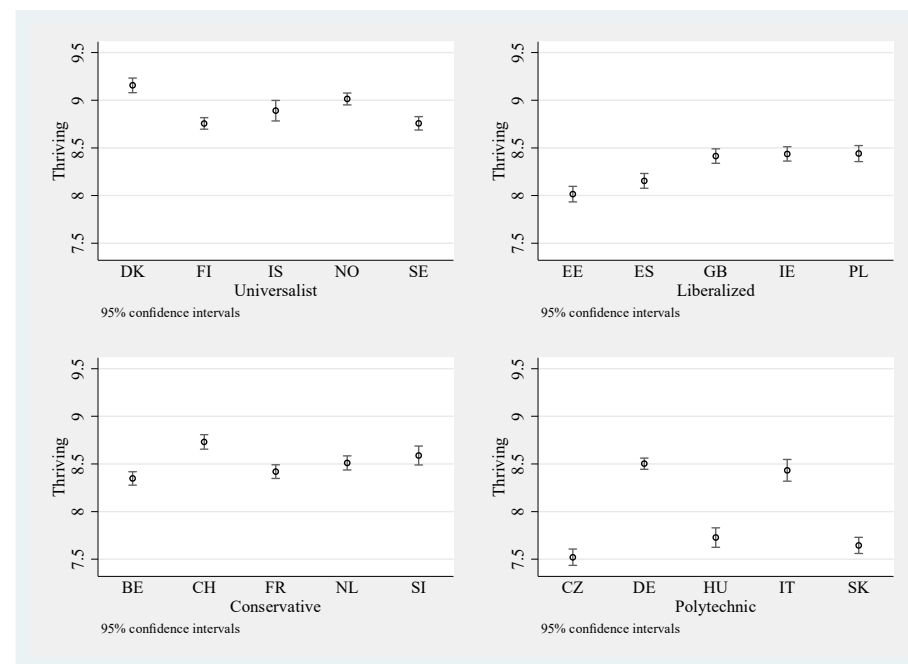 Thriving
9.5
9
8.5
8
7.5
DK FI IS NO SE
Universalist
95% confidence intervals
Thriving
9.5
9
8.5
8
7.5
EE ES GB IE PL
Liberalized
95% confidence intervals
Thriving
9.5
9
8.5
8
7.5
BE CH FR NL SI
Conservative
95% confidence intervals
Thriving
9.5
9
8.5
8
7.5
CZ DE HU IT SK
Polytechnic
95% confidence intervals